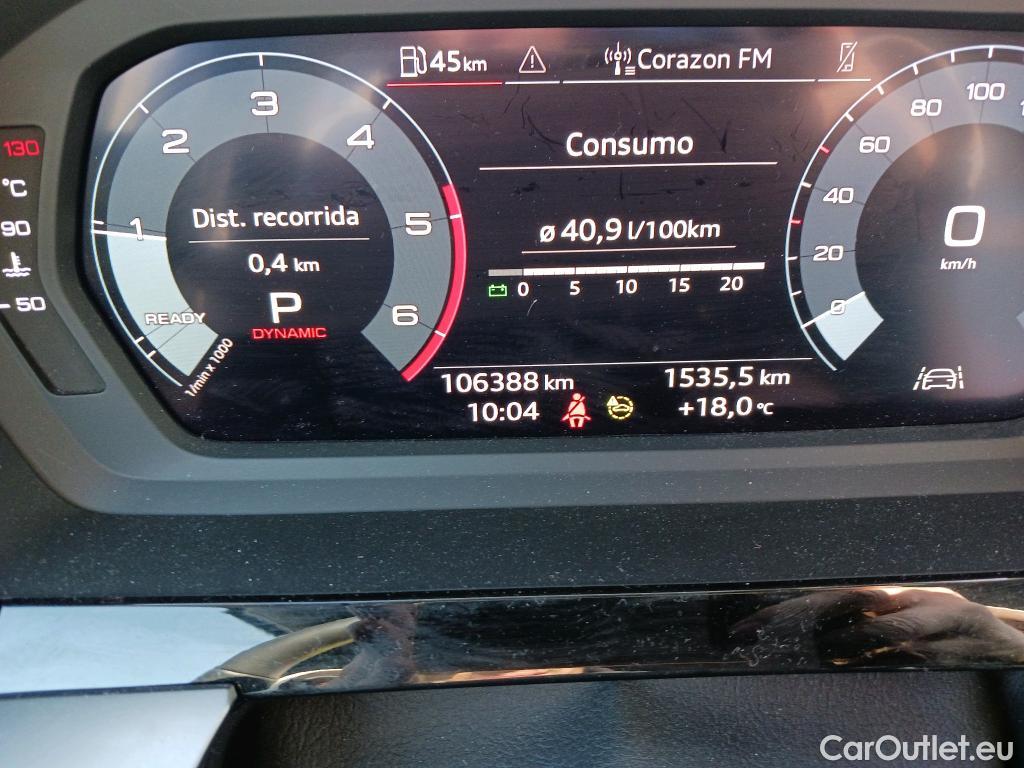 45 km Corazon FM
Consumo
ø 40,9 l/100km
0 5 10 15 20
130
°C
90
50
1 2 3 4 5 6
Dist. recorrida
0,4 km
P
DYNAMIC
READY
1/min x 1000
0 20 40 60 80 100
0
km/h
106388 km
1535,5 km
10:04
+18,0 °C
CarOutlet.eu